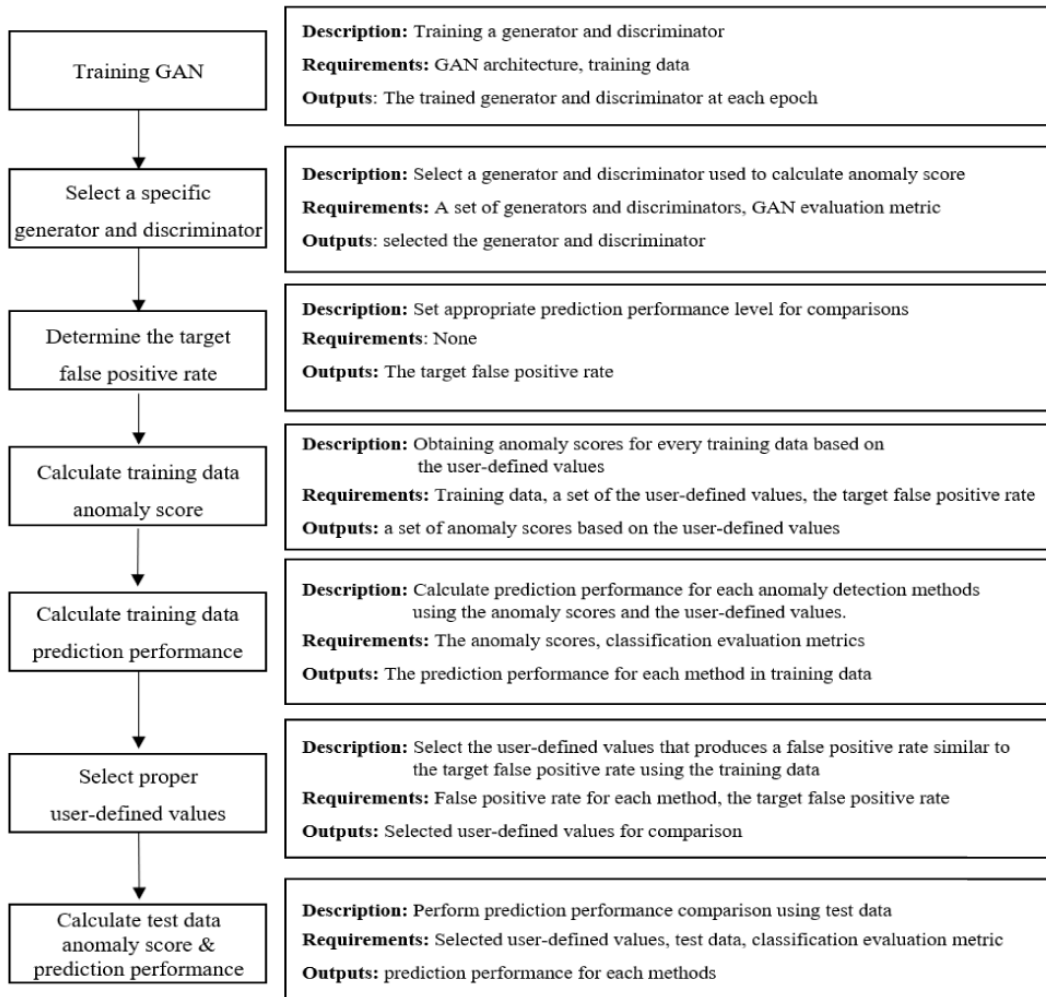 Training GAN
Description: Training a generator and discriminator
Requirements: GAN architecture, training data
Outputs: The trained generator and discriminator at each epoch
Select a specific
generator and discriminator
Description: Select a generator and discriminator used to calculate anomaly score
Requirements: A set of generators and discriminators, GAN evaluation metric
Outputs: selected the generator and discriminator
Determine the target
false positive rate
Description: Set appropriate prediction performance level for comparisons
Requirements: None
Outputs: The target false positive rate
Calculate training data
anomaly score
Description: Obtaining anomaly scores for every training data based on
the user-defined values
Requirements: Training data, a set of the user-defined values, the target false positive rate
Outputs: a set of anomaly scores based on the user-defined values
Calculate training data
prediction performance
Description: Calculate prediction performance for each anomaly detection methods
using the anomaly scores and the user-defined values.
Requirements: The anomaly scores, classification evaluation metrics
Outputs: The prediction performance for each method in training data
Select proper
user-defined values
Description: Select the user-defined values that produces a false positive rate similar to
the target false positive rate using the training data
Requirements: False positive rate for each method, the target false positive rate
Outputs: Selected user-defined values for comparison
Calculate test data
anomaly score &
prediction performance
Description: Perform prediction performance comparison using test data
Requirements: Selected user-defined values, test data, classification evaluation metric
Outputs: prediction performance for each methods